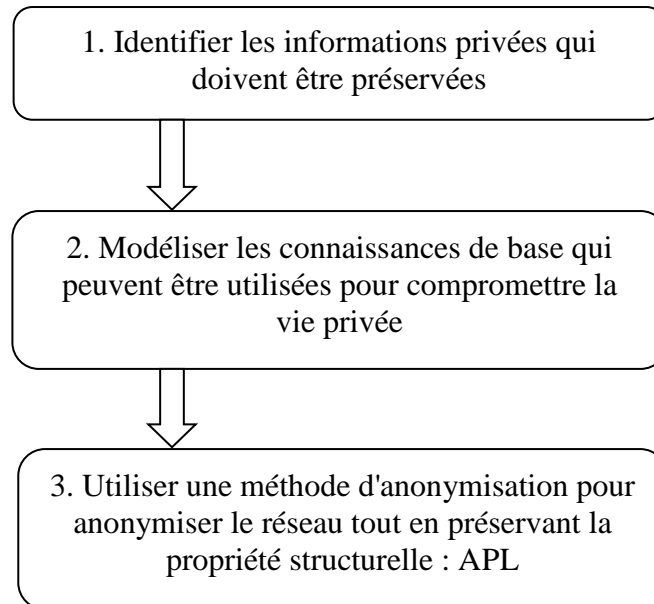 1. Identifier les informations privées qui
doivent être préservées
2. Modéliser les connaissances de base qui
peuvent être utilisées pour compromettre la
vie privée
3. Utiliser une méthode d'anonymisation pour
anonymiser le réseau tout en préservant la
propriété structurelle : APL